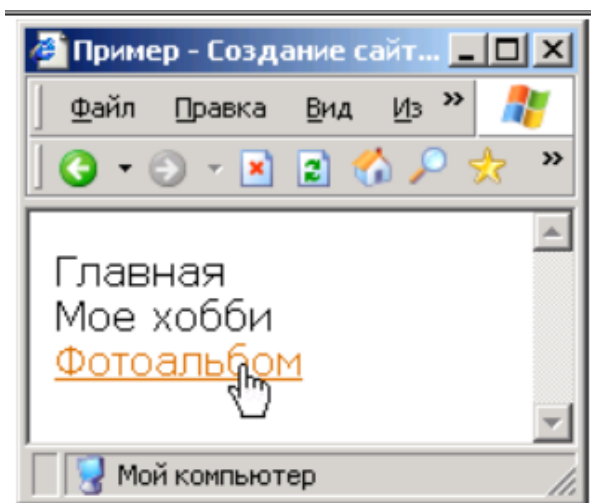 Пример - Создание сайт...
Файл Правка Вид Из »
»
Главная
Мое хобби
Фотоальбом
Мой компьютер